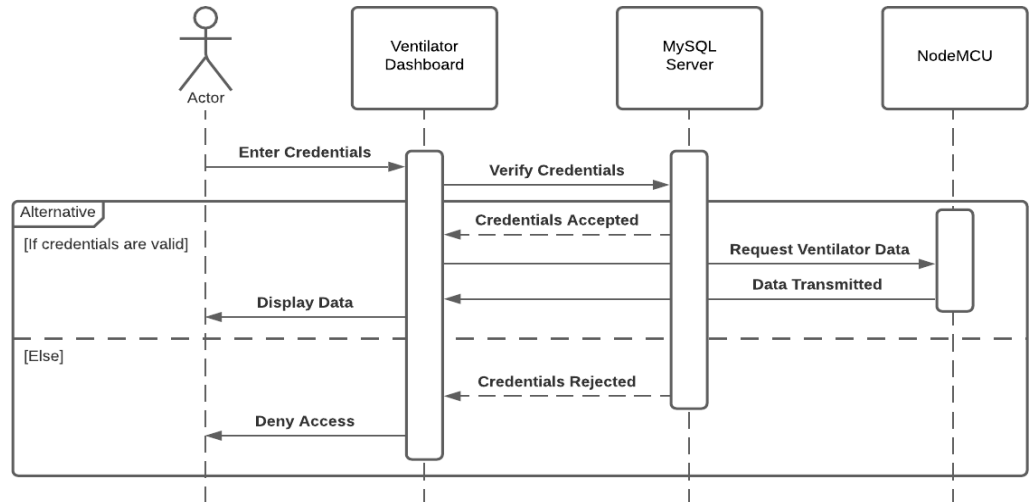 Actor
Ventilator
Dashboard
MySQL
Server
NodeMCU
Enter Credentials
Verify Credentials
Alternative
Credentials Accepted
[If credentials are valid]
Request Ventilator Data
Data Transmitted
Display Data
[Else]
Credentials Rejected
Deny Access